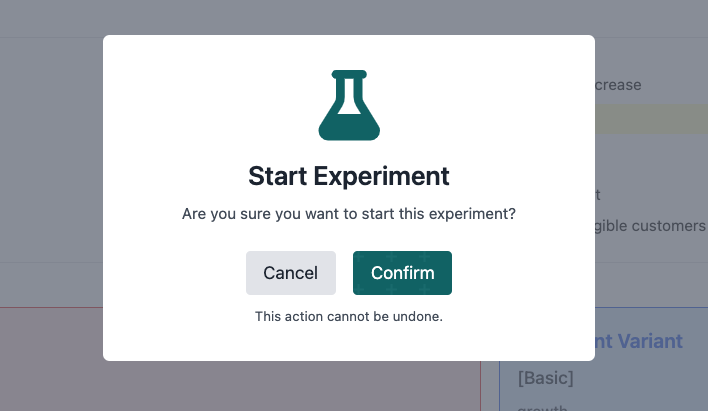 crease
Start Experiment
Are you sure you want to start this experiment?
t
gible customers
Cancel
Confirm
This action cannot be undone.
nt Variant
[Basic]
growth